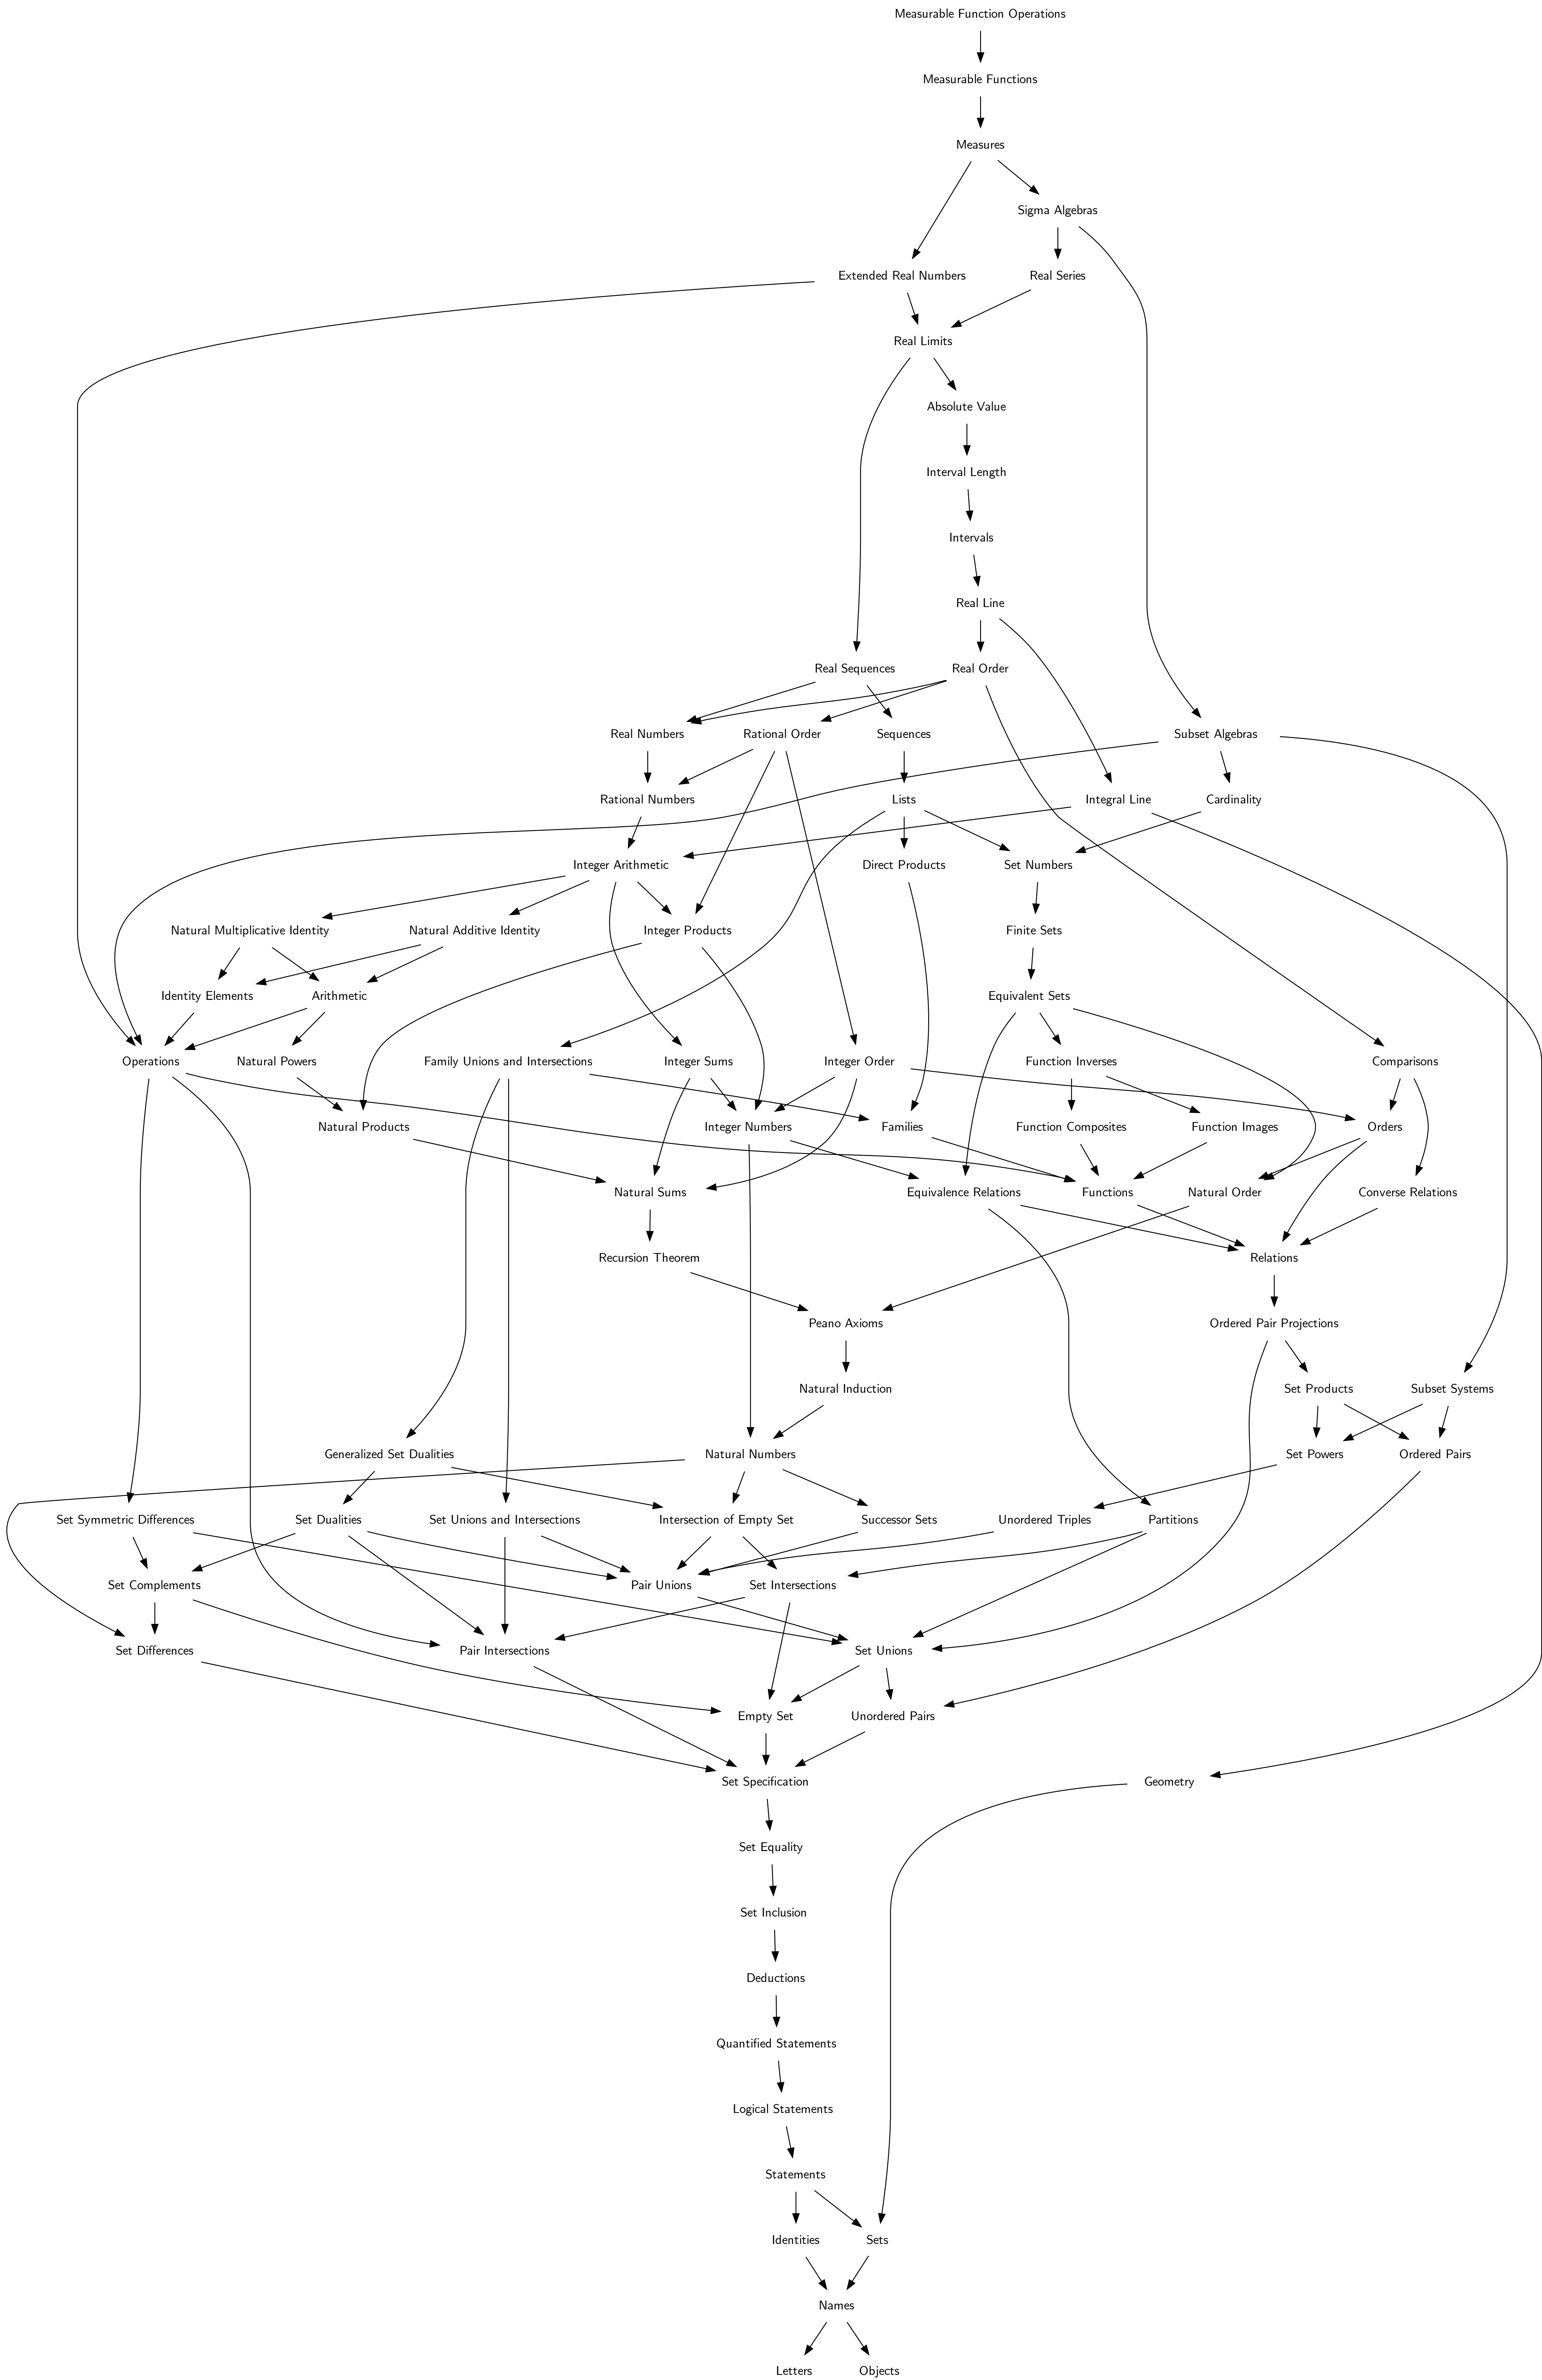 Measurable Function Operations
Measurable Functions
Measures
Sigma Algebras
Extended Real Numbers
Real Series
Real Limits
Absolute Value
Interval Length
Intervals
Real Line
Real Sequences
Real Order
Real Numbers
Rational Order
Sequences
Subset Algebras
Rational Numbers
Lists
Integral Line
Cardinality
Integer Arithmetic
Direct Products
Set Numbers
Natural Multiplicative Identity
Natural Additive Identity
Integer Products
Finite Sets
Identity Elements
Arithmetic
Equivalent Sets
Operations
Natural Powers
Family Unions and Intersections
Integer Sums
Integer Order
Function Inverses
Comparisons
Natural Products
Integer Numbers
Families
Function Composites
Function Images
Orders
Natural Sums
Equivalence Relations
Functions
Natural Order
Converse Relations
Recursion Theorem
Relations
Peano Axioms
Ordered Pair Projections
Natural Induction
Set Products
Subset Systems
Generalized Set Dualities
Natural Numbers
Set Powers
Ordered Pairs
Set Symmetric Differences
Set Dualities
Set Unions and Intersections
Intersection of Empty Set
Successor Sets
Unordered Triples
Partitions
Set Complements
Pair Unions
Set Intersections
Set Differences
Pair Intersections
Set Unions
Empty Set
Unordered Pairs
Set Specification
Geometry
Set Equality
Set Inclusion
Deductions
Quantified Statements
Logical Statements
Statements
Identities
Sets
Names
Letters
Objects